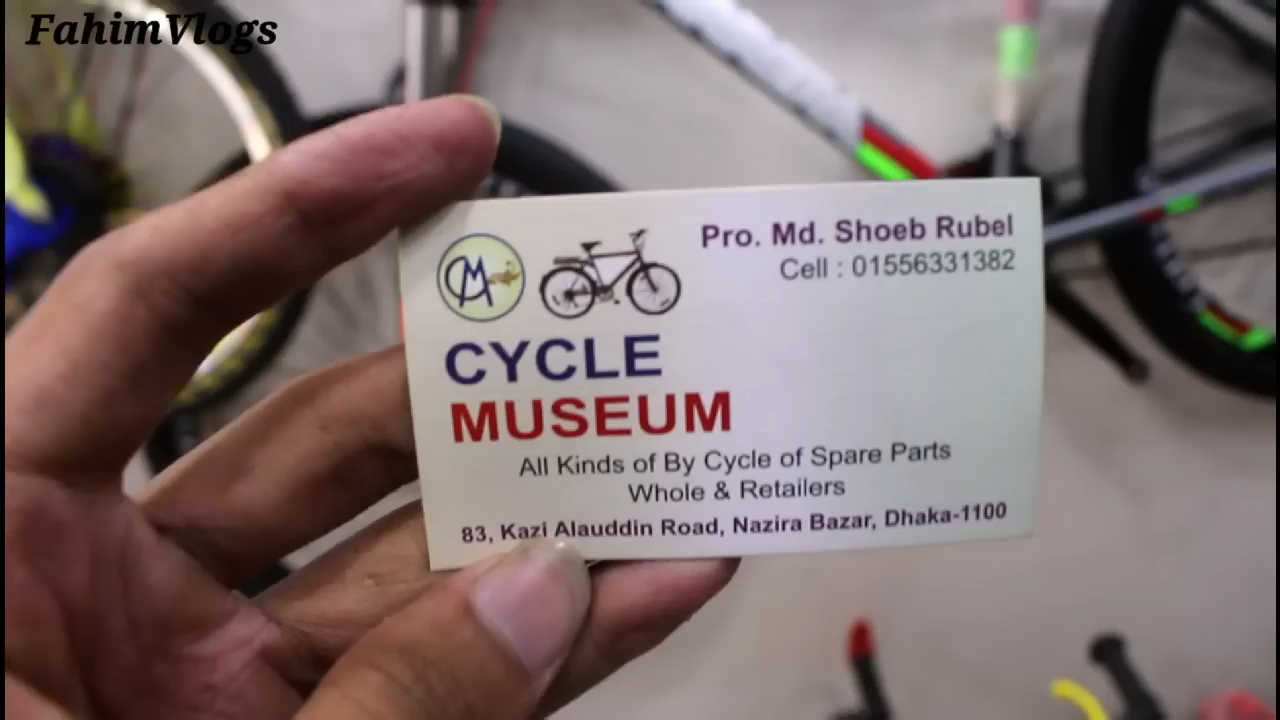 FahimVlogs
Pro. Md. Shoeb Rubel
Cell : 01556331382
CM
CYCLE
MUSEUM
All Kinds of By Cycle of Spare Parts
Whole & Retailers
83, Kazi Alauddin Road, Nazira Bazar, Dhaka-1100